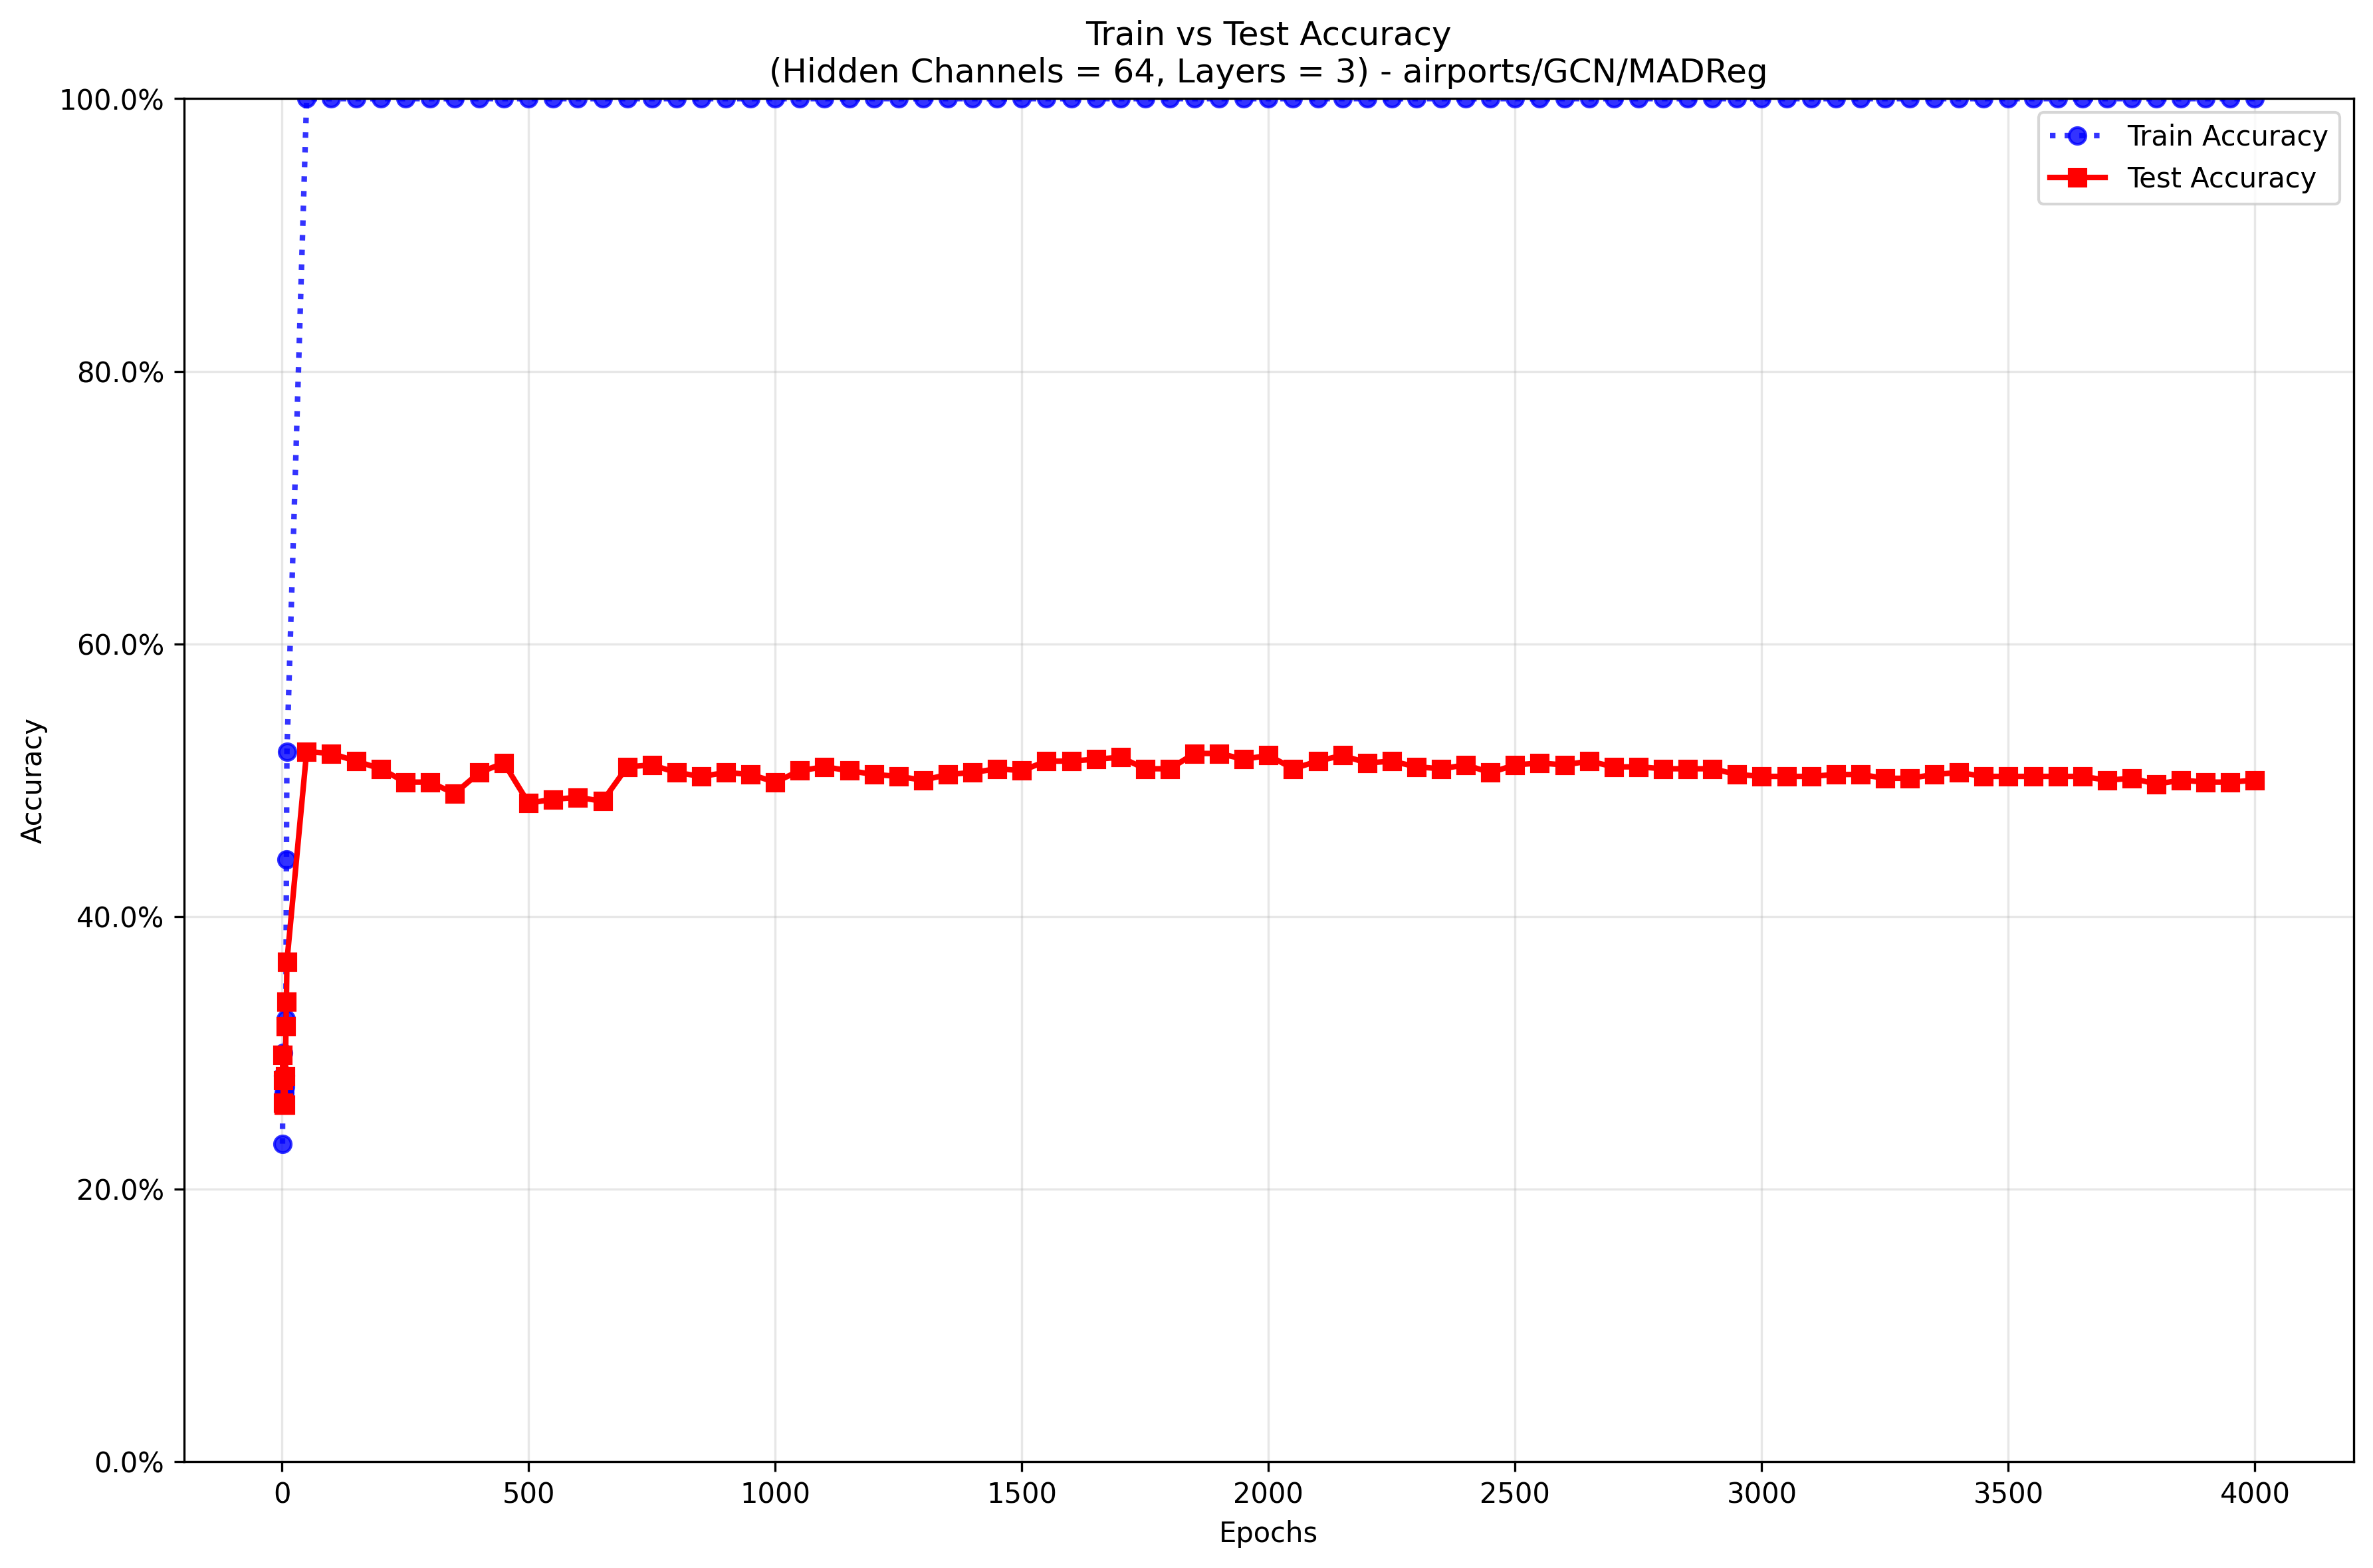 Train vs Test Accuracy
(Hidden Channels = 64, Layers = 3) - airports/GCN/MADReg
100.0%
80.0%
60.0%
40.0%
20.0%
0.0%
Accuracy
Train Accuracy
Test Accuracy
0 500 1000 1500 2000 2500 3000 3500 4000
Epochs